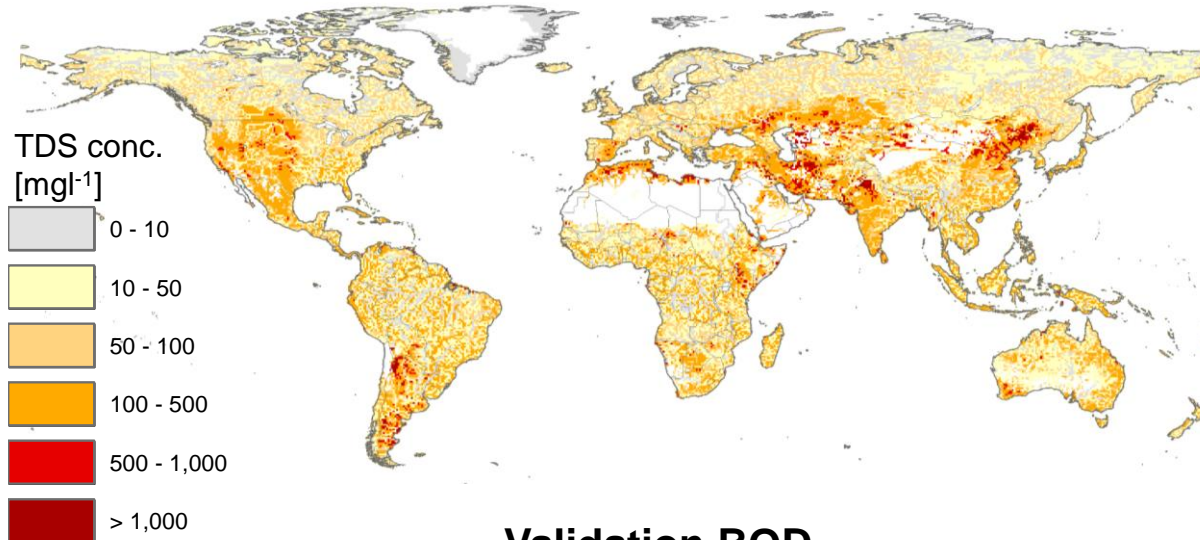 TDS conc.
[mgl-1]
0 - 10
10 - 50
50 - 100
100 - 500
500 - 1,000
> 1,000
Validation BOD